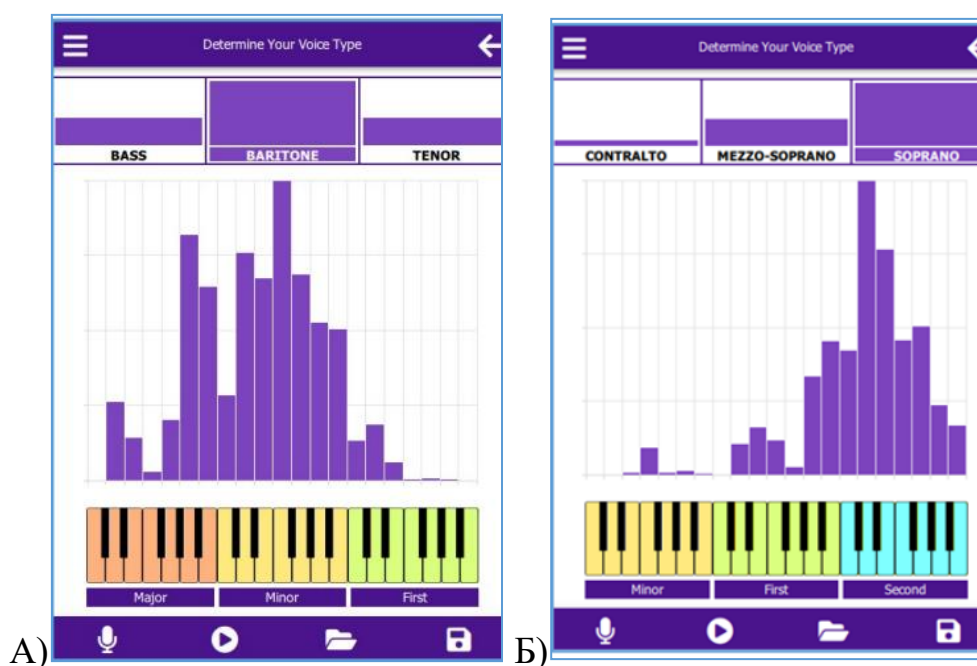 Determine Your Voice Type
BASS BARITONE TENOR
Major Minor First
А)
Determine Your Voice Type
CONTRALTO MEZZO-SOPRANO SOPRANO
Minor First Second
Б)